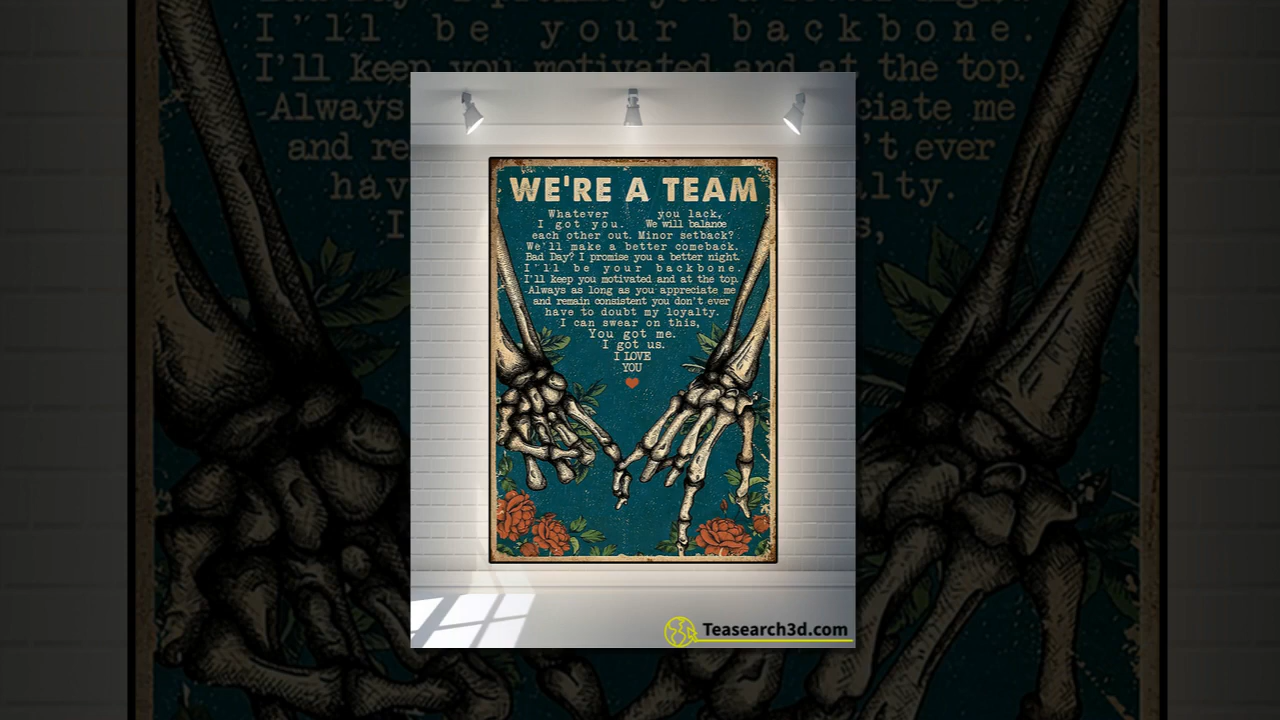 WE'RE A TEAM
Whatever you lack,
I got you. We will balance
each other out. Minor setback?
We'll make a better comeback.
Bad Day? I promise you a better night.
I'll be your backbone.
I'll keep you motivated and at the top.
Always as long as you appreciate me
and remain consistent you don't ever
have to doubt my loyalty.
I can swear on this,
You got me.
I got us.
I LOVE
YOU
Teasearch3d.com